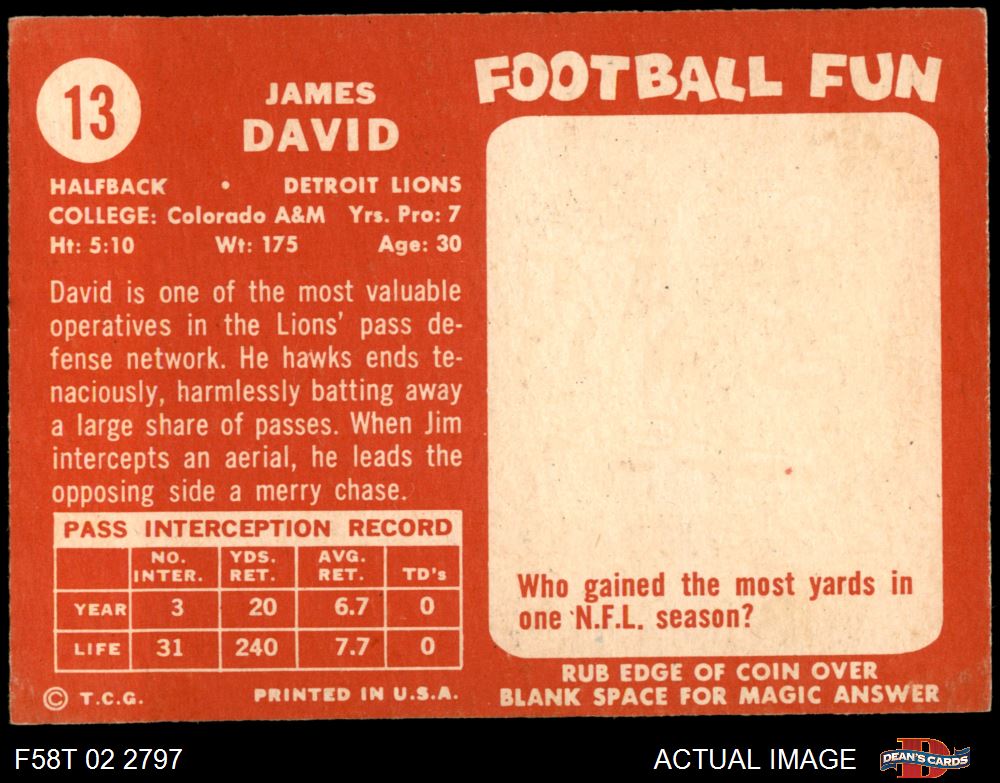 13
JAMES
DAVID
HALFBACK • DETROIT LIONS
COLLEGE: Colorado A&M Yrs. Pro: 7
Ht: 5:10 Wt: 175 Age: 30
David is one of the most valuable
operatives in the Lions' pass de-
fense network. He hawks ends te-
naciously, harmlessly batting away
a large share of passes. When Jim
intercepts an aerial, he leads the
opposing side a merry chase.
PASS INTERCEPTION RECORD
NO. INTER. YDS. RET. AVG. RET. TD's
YEAR 3 20 6.7 0
LIFE 31 240 7.7 0
© T.C.G. PRINTED IN U.S.A.
FOOTBALL FUN
Who gained the most yards in
one N.F.L. season?
RUB EDGE OF COIN OVER
BLANK SPACE FOR MAGIC ANSWER
F58T 02 2797 ACTUAL IMAGE
D
DEAN'S CARDS